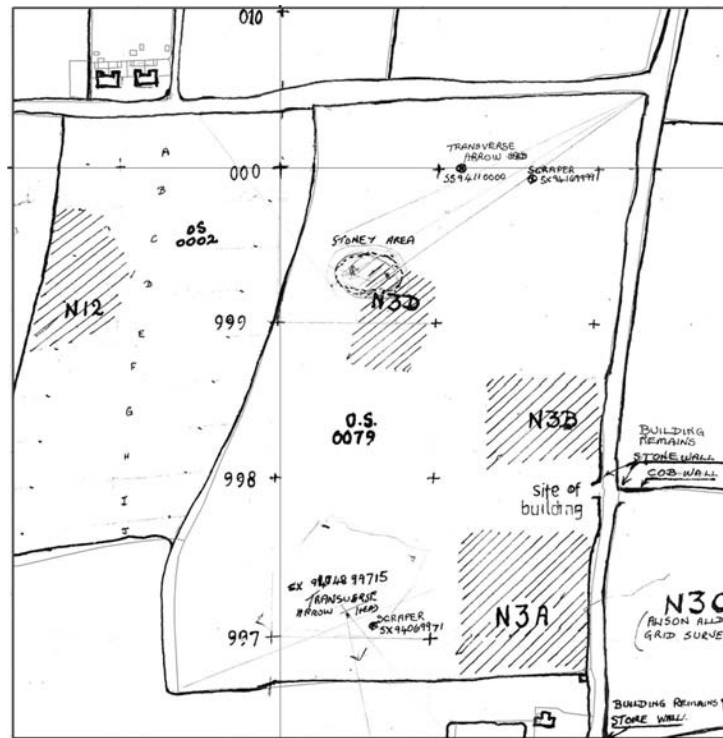 010
A
B
C
D
E
F
G
H
I
J
OS
0002
N12
000
999
998
997
TRANSVERSE
ARROW
SS94110000
SCRAPER
STONEY AREA
N3D
O.S.
0079
N3B
BUILDING
REMAINS
STONE WALL
COB WALL
site of
building
SX
99715
TRANSVERSE
ARROW HEAD
SCRAPER
SX94069971
N3A
N3C
GRID SURVE
BUILDING REMAINS
STONE WALL